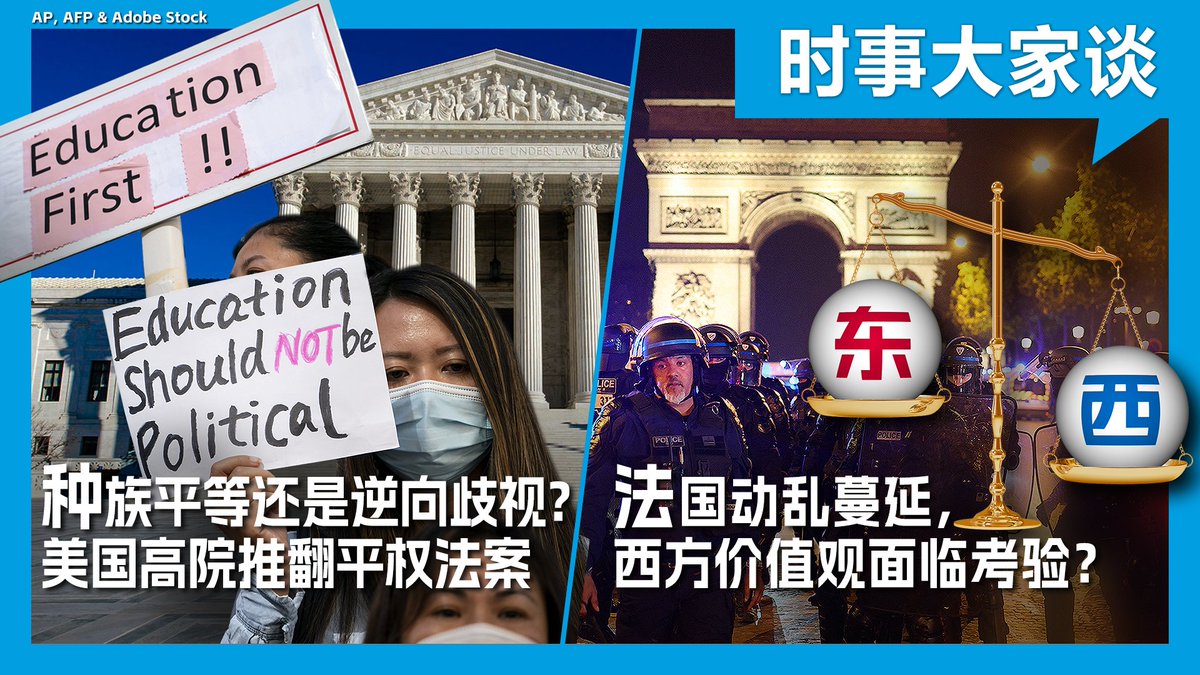 AP, AFP & Adobe Stock
时事大家谈
Education
First !!
EQUAL JUSTICE UNDER LAW
Education
Should NOT be
Political
种族平等还是逆向歧视?
美国高院推翻平权法案
东
西
POLICE
POLICE
POLICE
法国动乱蔓延,
西方价值观面临考验?